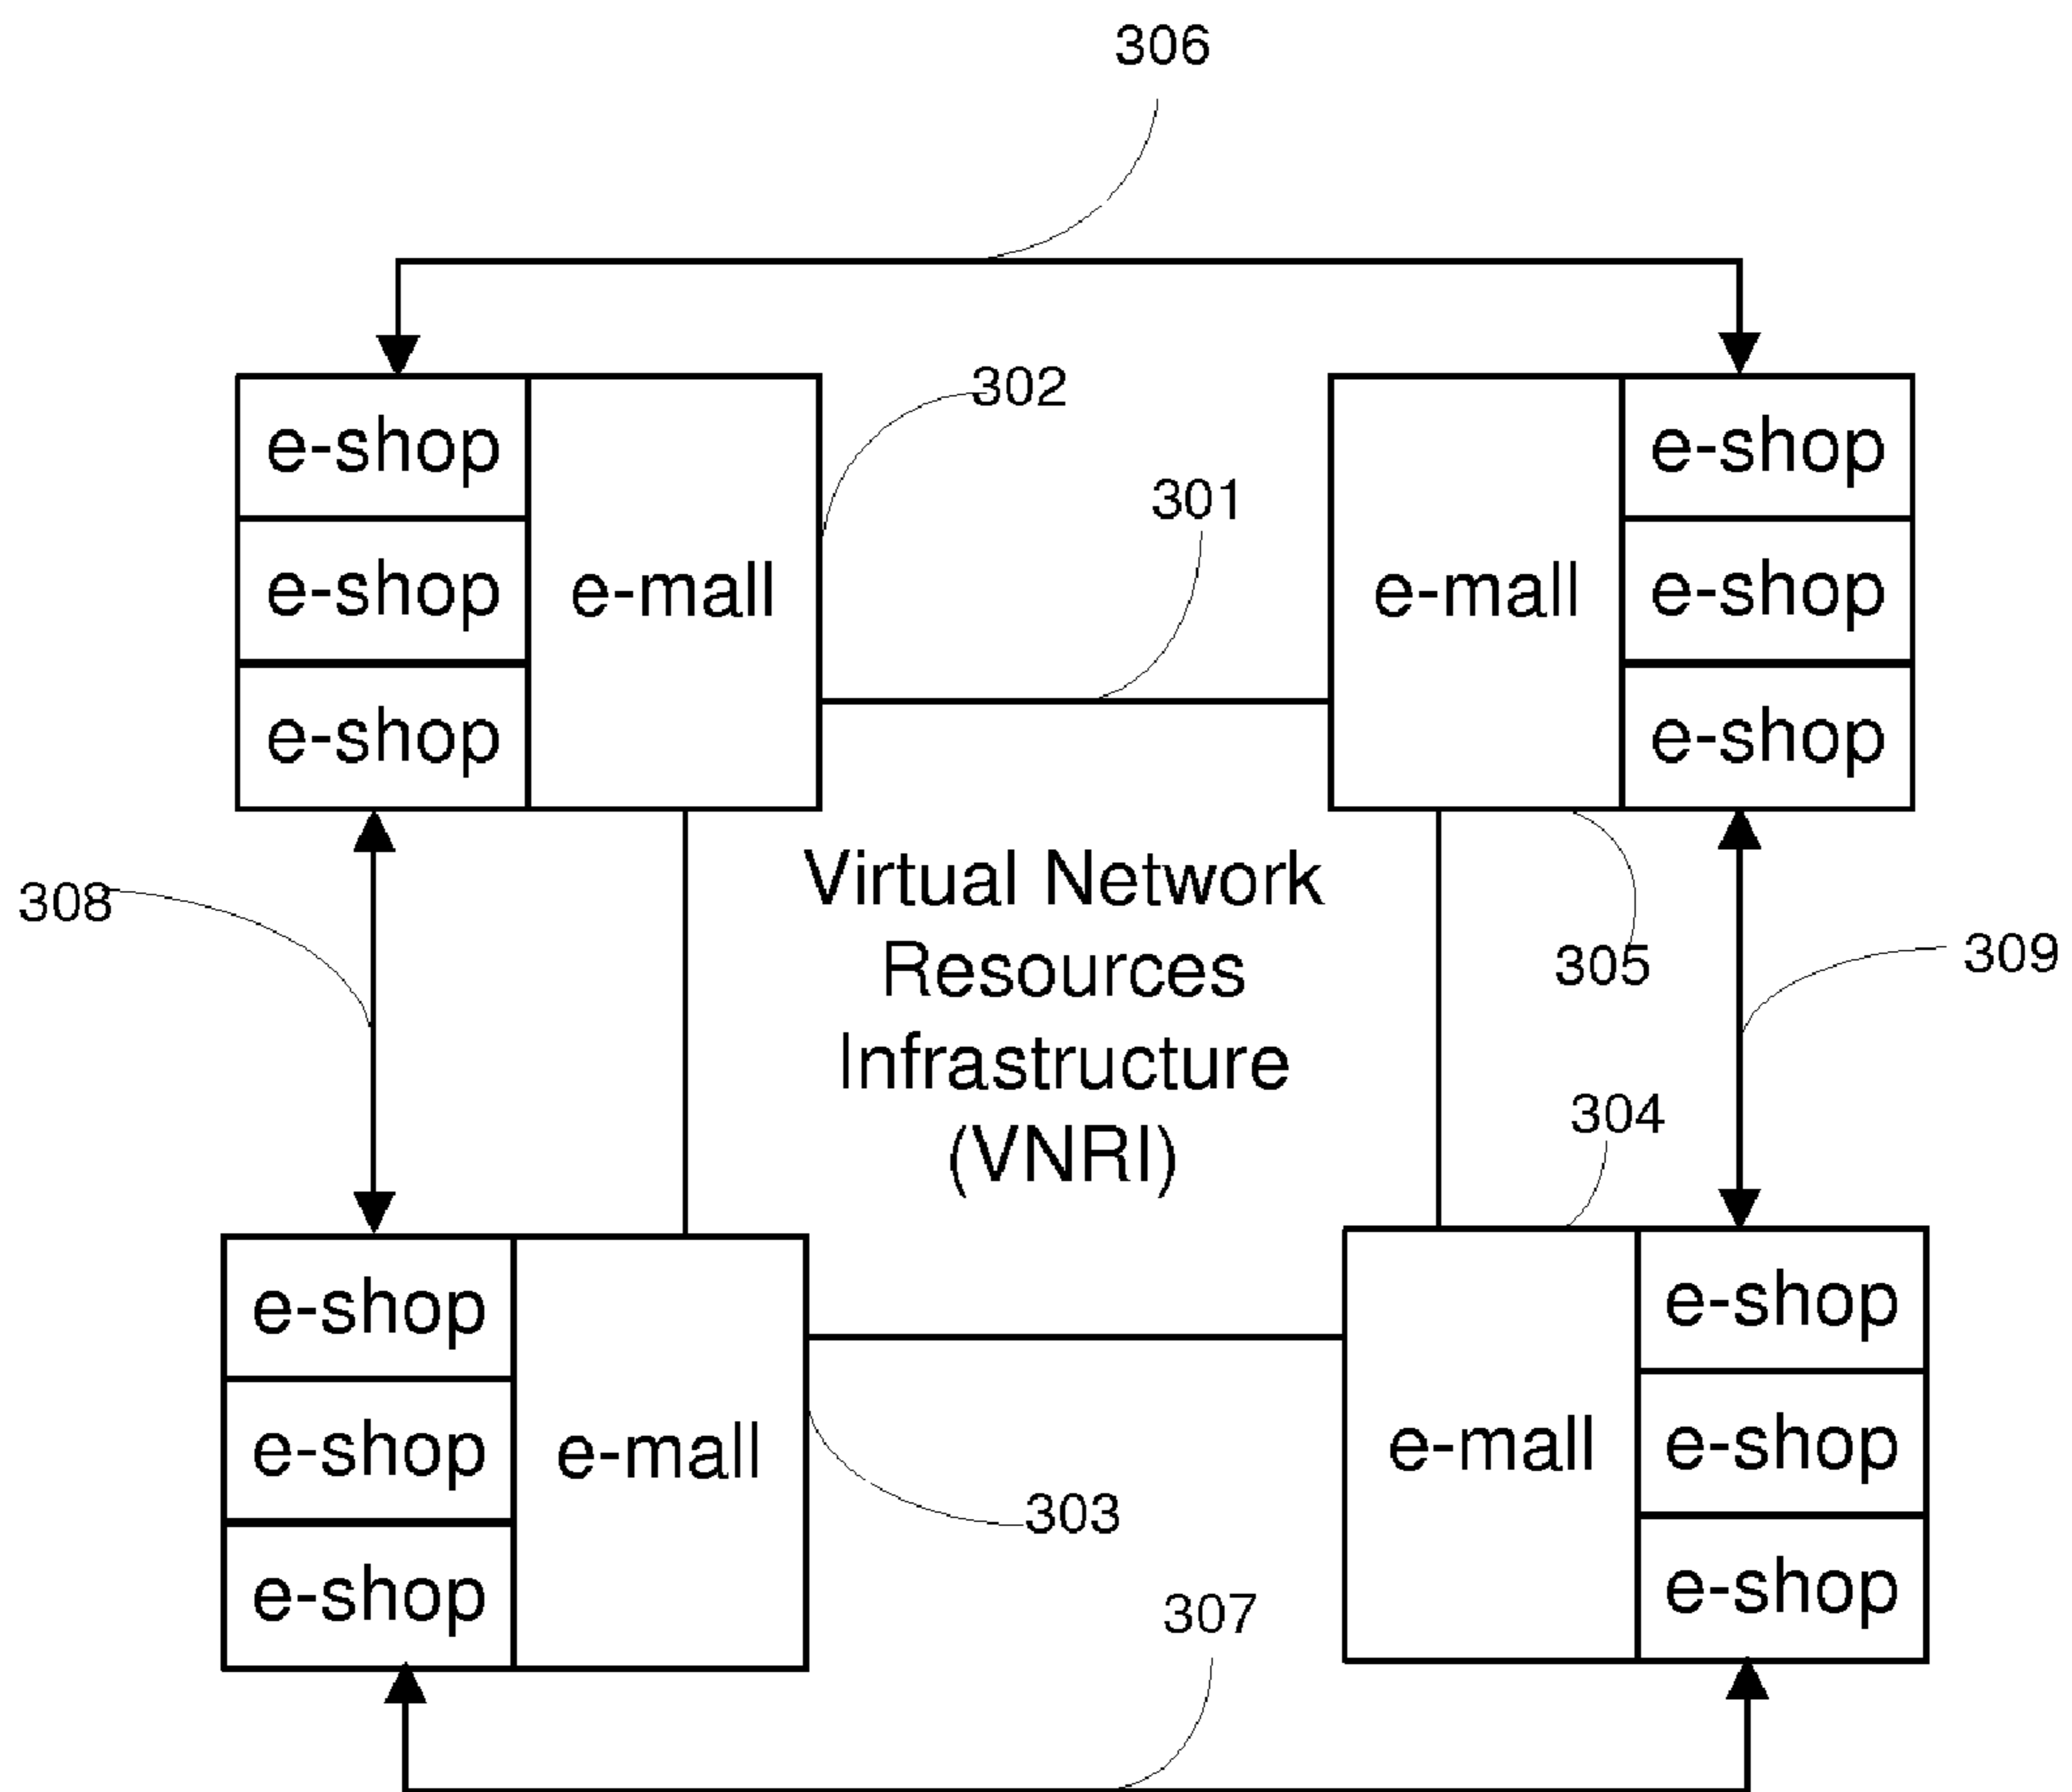 306
302
301
e-shop
e-shop
e-shop
e-mall
e-mall
e-shop
e-shop
e-shop
308
Virtual Network
Resources
Infrastructure
(VNRI)
305
309
304
e-shop
e-shop
e-shop
e-mall
303
e-mall
e-shop
e-shop
e-shop
307